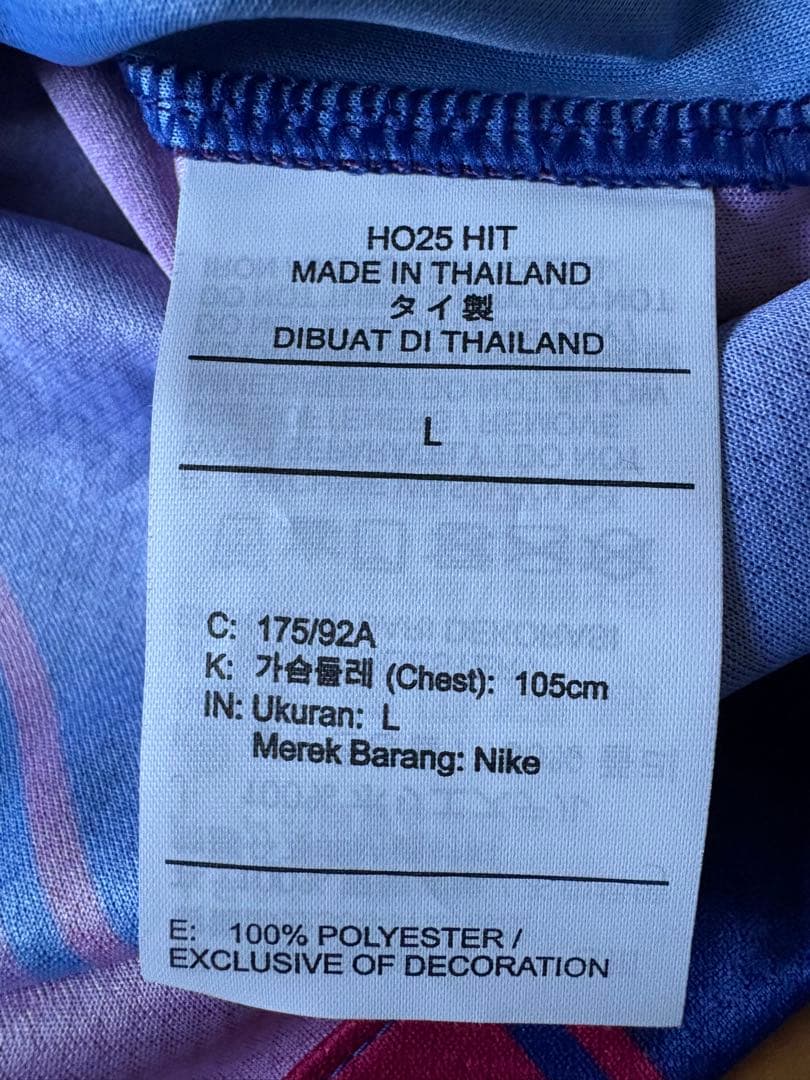 HO25 HIT
MADE IN THAILAND
タイ製
DIBUAT DI THAILAND
L
C: 175/92A
K: 가슴둘레 (Chest): 105cm
IN: Ukuran: L
Merek Barang: Nike
E: 100% POLYESTER /
EXCLUSIVE OF DECORATION